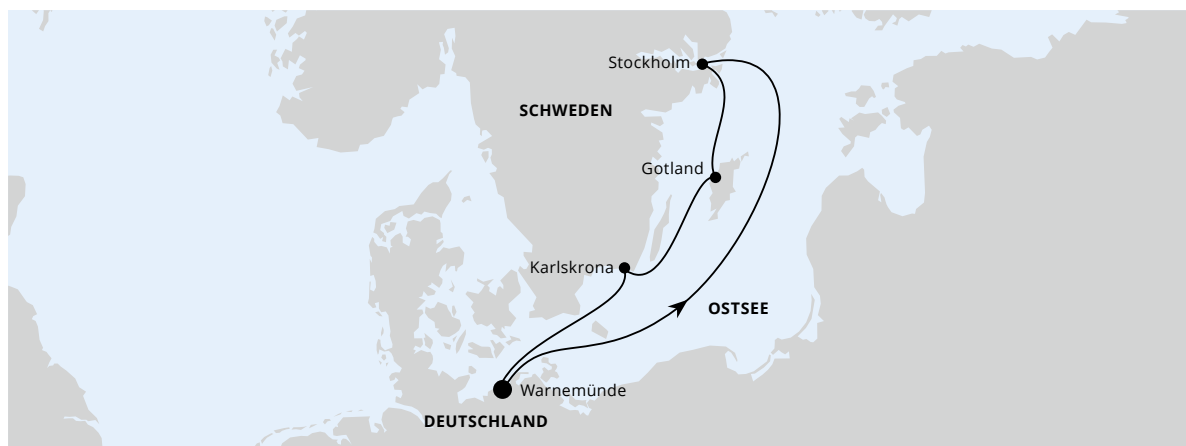 Stockholm
SCHWEDEN
Gotland
Karlskrona
OSTSEE
Warnemünde
DEUTSCHLAND